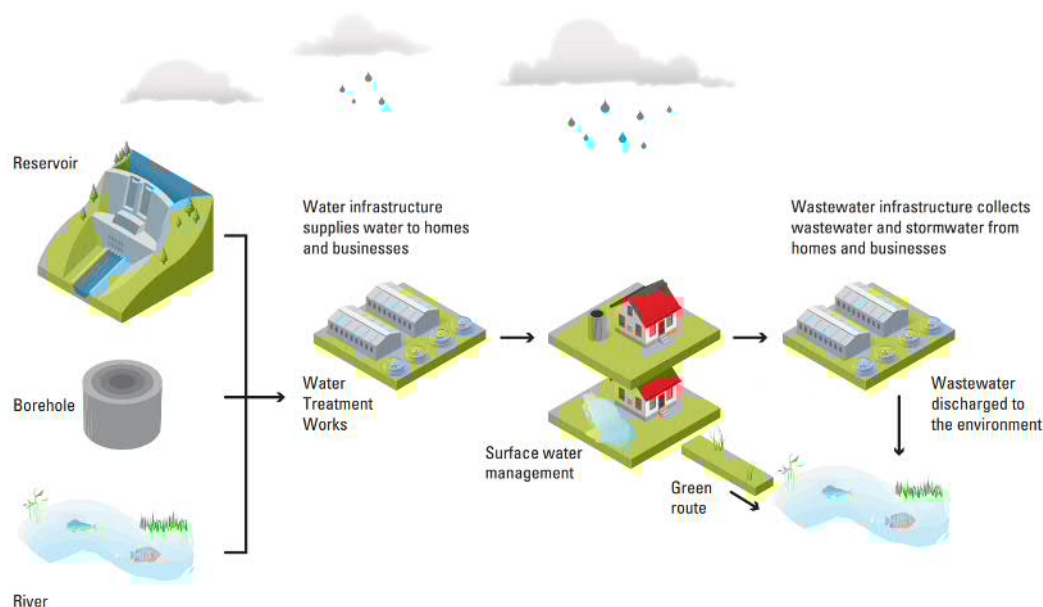 Reservoir
Water infrastructure
supplies water to homes
and businesses
Wastewater infrastructure collects
wastewater and stormwater from
homes and businesses
Borehole
Water
Treatment
Works
Wastewater
discharged to
the environment
Surface water
management
Green
route
River